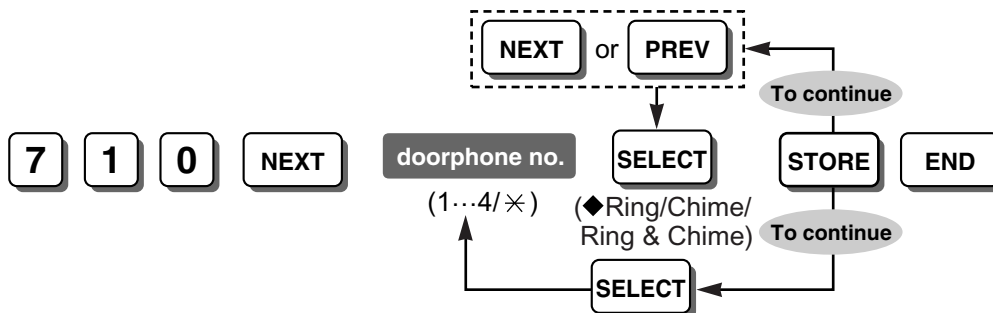 NEXT or PREV
To continue
7 1 0 NEXT doorphone no. SELECT STORE END
(1···4/✳) (◆Ring/Chime/
Ring & Chime)
To continue
SELECT